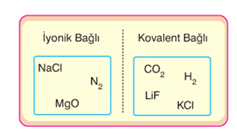 İyonik Bağlı
NaCl
N₂
MgO
Kovalent Bağlı
CO₂
H₂
LiF
KCl